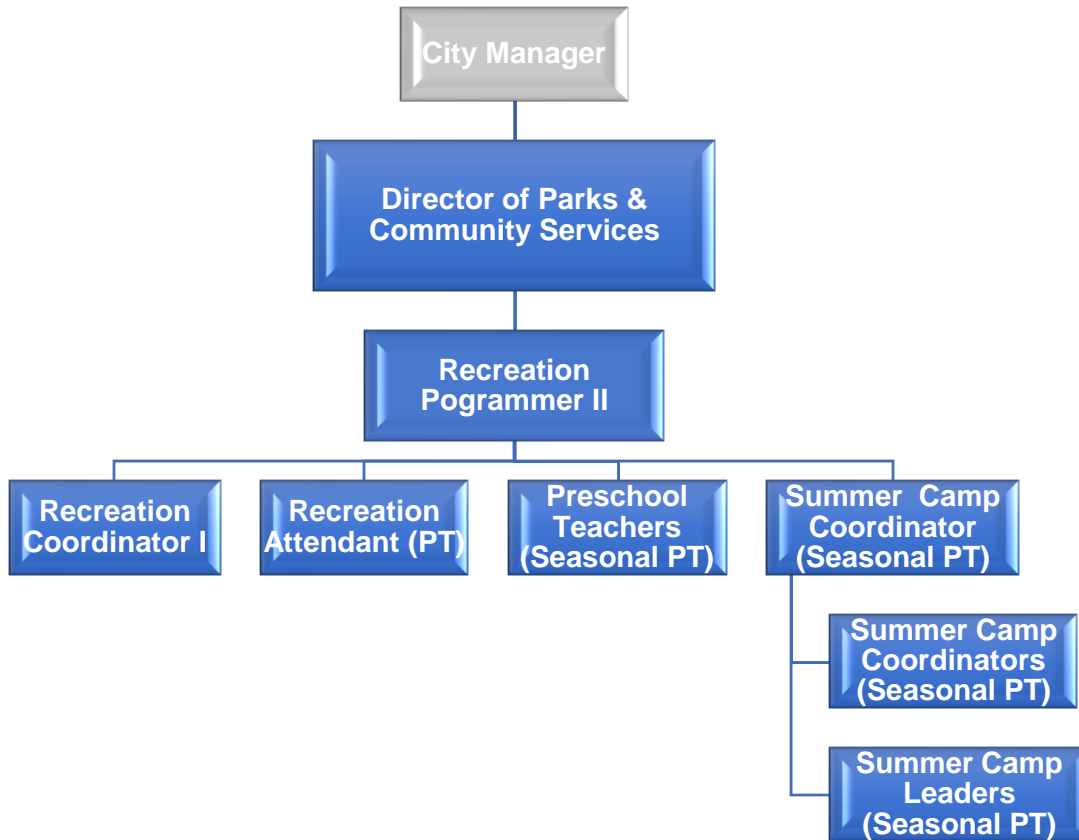 City Manager
Director of Parks &
Community Services
Recreation
Pogrammer II
Recreation
Coordinator I
Recreation
Attendant (PT)
Preschool
Teachers
(Seasonal PT)
Summer  Camp
Coordinator
(Seasonal PT)
Summer Camp
Coordinators
(Seasonal PT)
Summer Camp
Leaders
(Seasonal PT)